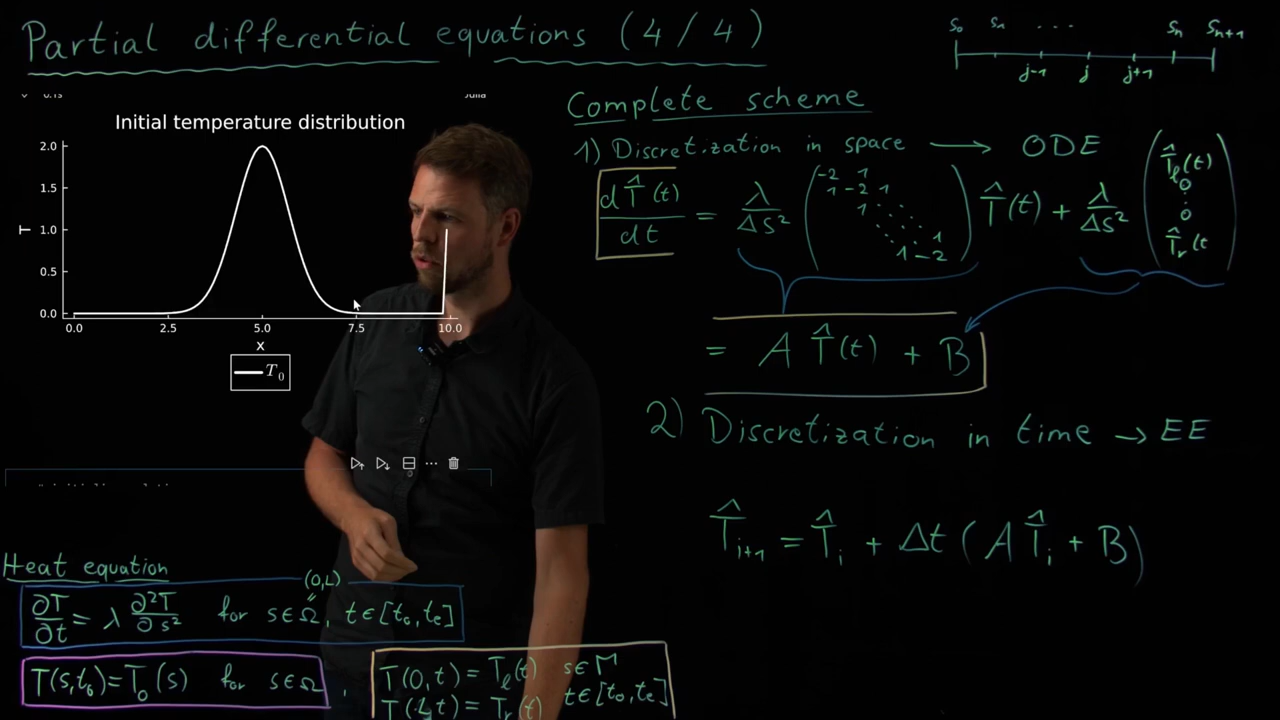 Partial differential equations (4/4)
S₀ S₁ ... Sₙ Sₙ₊₁
j-1 j j+1
Initial temperature distribution
2.0
1.5
1.0
0.5
0.0
T
0.0 2.5 5.0 7.5 10.0
x
T₀
Complete scheme
1) Discretization in space → ODE
dT̂(t)/dt = λ/Δs² ( -2 1 1 -2 1 1 ⋱ ⋱ 1 1 -2 ) T̂(t) + λ/Δs² ( T̂ₗ(t) 0 ⋮ 0 T̂ᵣ(t )
= A T̂(t) + B
2) Discretization in time → EE
T̂ᵢ₊₁ = T̂ᵢ + Δt (A T̂ᵢ + B)
Heat equation
(0,L)
∂T/∂t = λ ∂²T/∂s² for s∈Ω, t∈[t₀,tₑ]
T(s,t₀)=T₀(s) for s∈Ω,
T(0,t) = Tₗ(t) s∈Γ
T(L,t) = Tᵣ(t) t∈[t₀,tₑ]